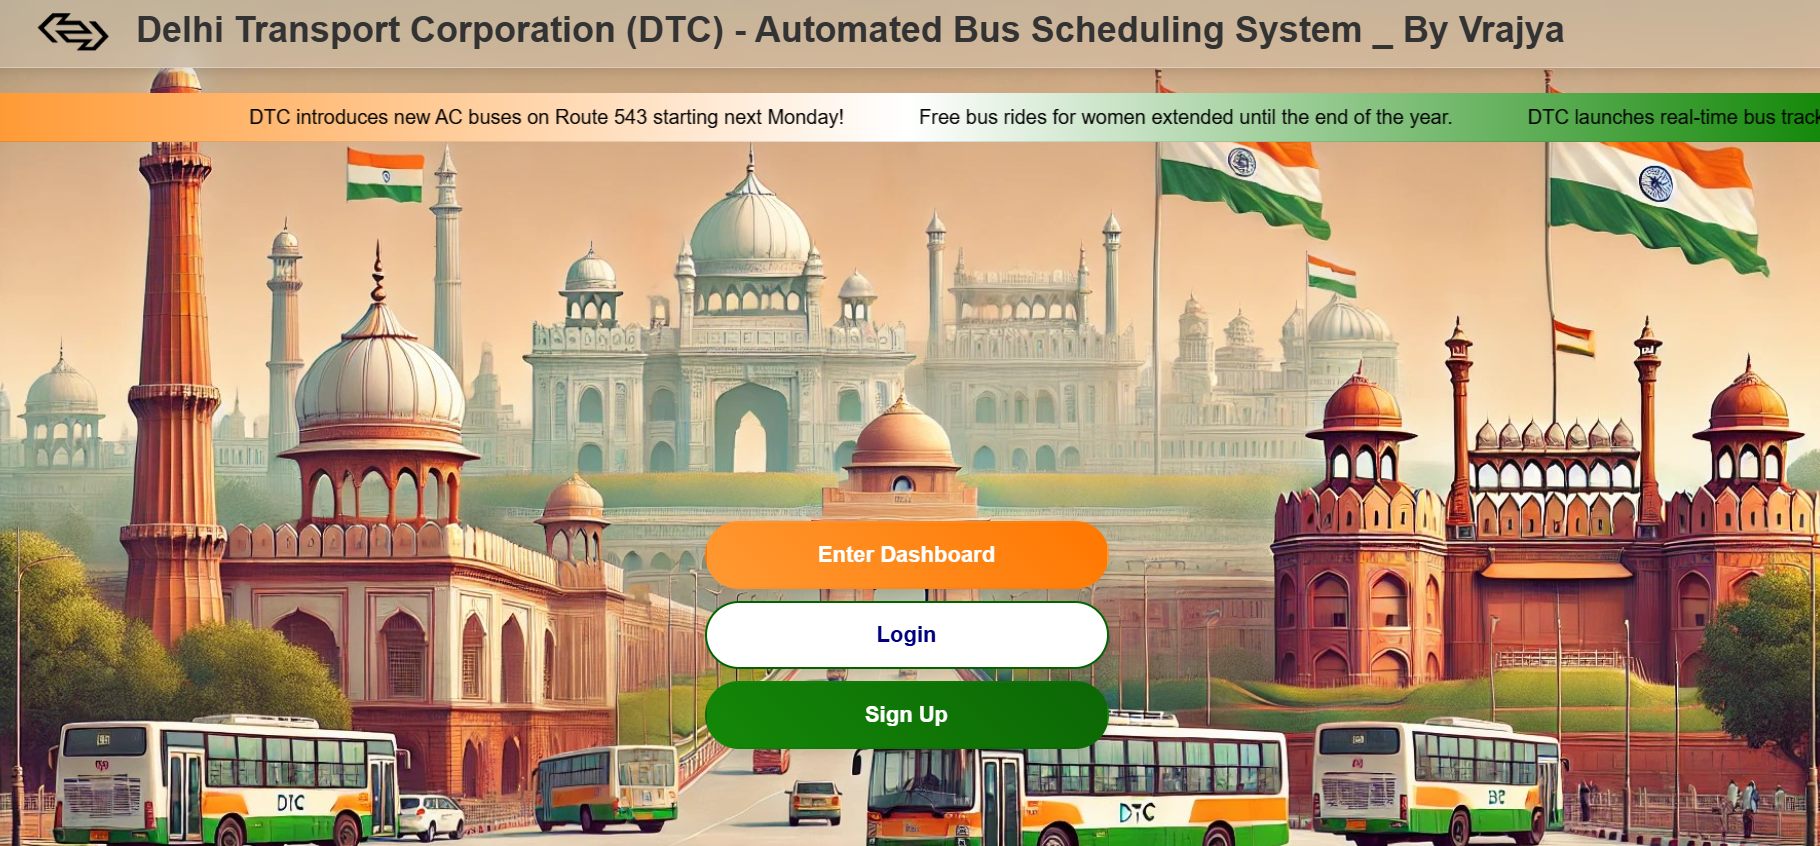 Delhi Transport Corporation (DTC) - Automated Bus Scheduling System _ By Vrajya
DTC introduces new AC buses on Route 543 starting next Monday! Free bus rides for women extended until the end of the year. DTC launches real-time bus track
Enter Dashboard
Login
Sign Up
DTC
DTC